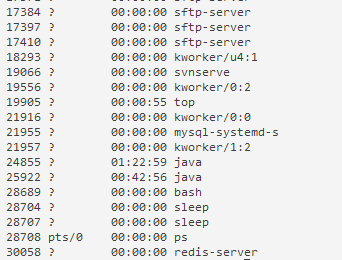 17384 ?        00:00:00 sftp-server
17397 ?        00:00:00 sftp-server
17410 ?        00:00:00 sftp-server
18293 ?        00:00:00 kworker/u4:1
19066 ?        00:00:00 svnserve
19556 ?        00:00:00 kworker/0:2
19905 ?        00:00:55 top
21916 ?        00:00:00 kworker/0:0
21955 ?        00:00:00 mysql-systemd-s
21957 ?        00:00:00 kworker/1:2
24855 ?        01:22:59 java
25922 ?        00:42:56 java
28689 ?        00:00:00 bash
28704 ?        00:00:00 sleep
28707 ?        00:00:00 sleep
28708 pts/0    00:00:00 ps
30058 ?        00:00:00 redis-server